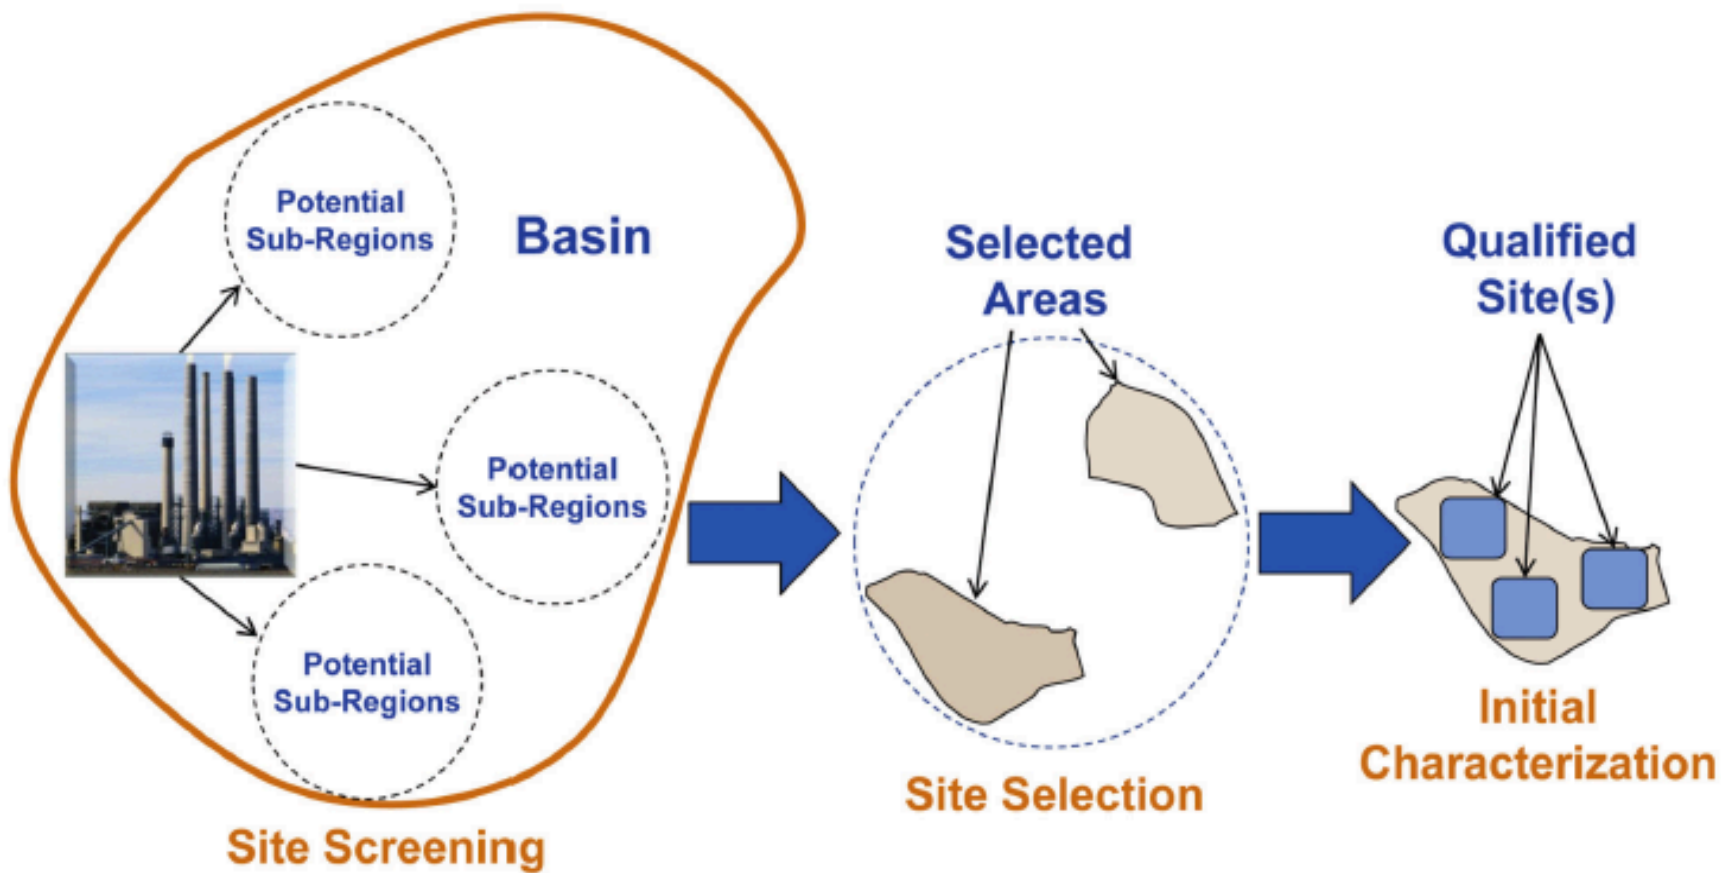 Potential
Sub-Regions
Basin
Potential
Sub-Regions
Potential
Sub-Regions
Site Screening
Selected
Areas
Site Selection
Qualified
Site(s)
Initial
Characterization